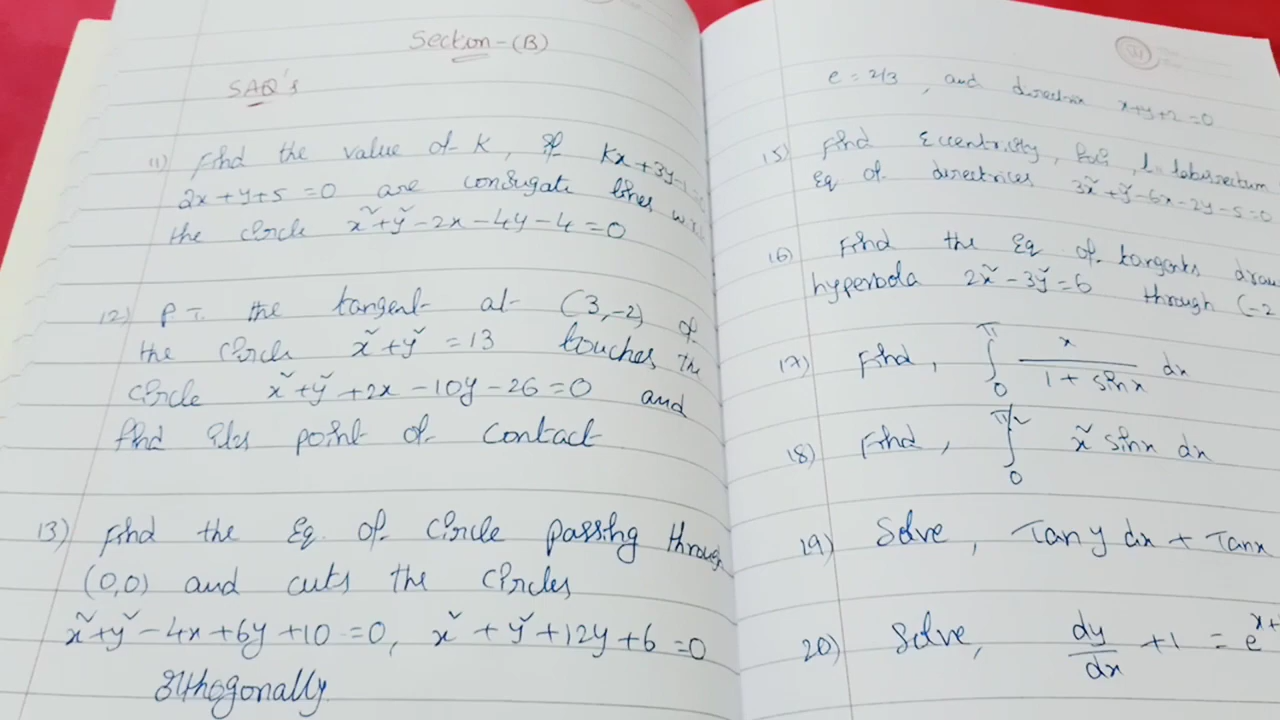 Section-(B)
SAQ's
11) Find the value of k, if kx+3y-1=0
2x+y+5=0 are conjugate lines w.r.t
the circle x²+y²-2x-4y-4=0
12) P.T. the tangent at (3,-2) of
the circle x²+y²=13 touches the
circle x²+y²+2x-10y-26=0 and
find its point of contact
13) Find the Eq. of circle passing through
(0,0) and cuts the circles
x²+y²-4x+6y+10=0, x²+y²+12y+6=0
orthogonally
e=2/3, and directrix x+y+2=0
15) Find Eccentricity, foci, l. latusrectum
Eq of directrices 3x²+y²-6x-2y-5=0
16) Find the Eq of tangents
hyperbola 2x²-3y²=6 through (-2
17) Find, ∫₀^π x/(1+sinx) dx
18) Find, ∫₀^(π/2) x² sinx dx
19) Solve, Tan y dx + Tanx
20) Solve, dy/dx +1 = e^(x+